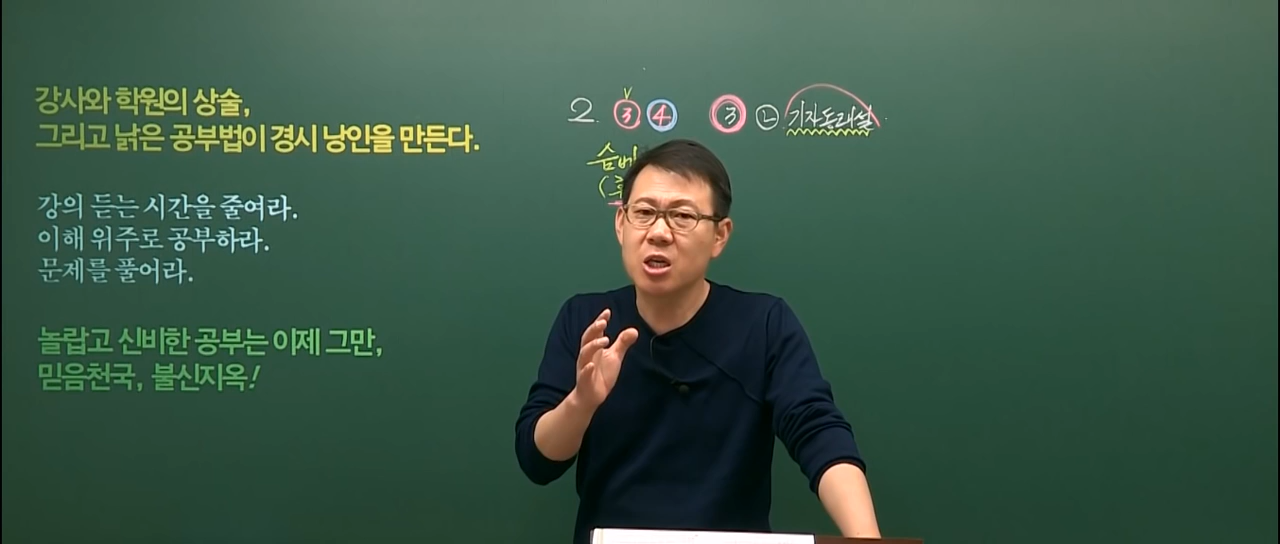 강사와 학원의 상술,
그리고 낡은 공부법이 경시 낭인을 만든다.
강의 듣는 시간을 줄여라.
이해 위주로 공부하라.
문제를 풀어라.
놀랍고 신비한 공부는 이제 그만,
믿음천국, 불신지옥!
2. ③ ④ ③ ㄴ 기자동래설
슴베